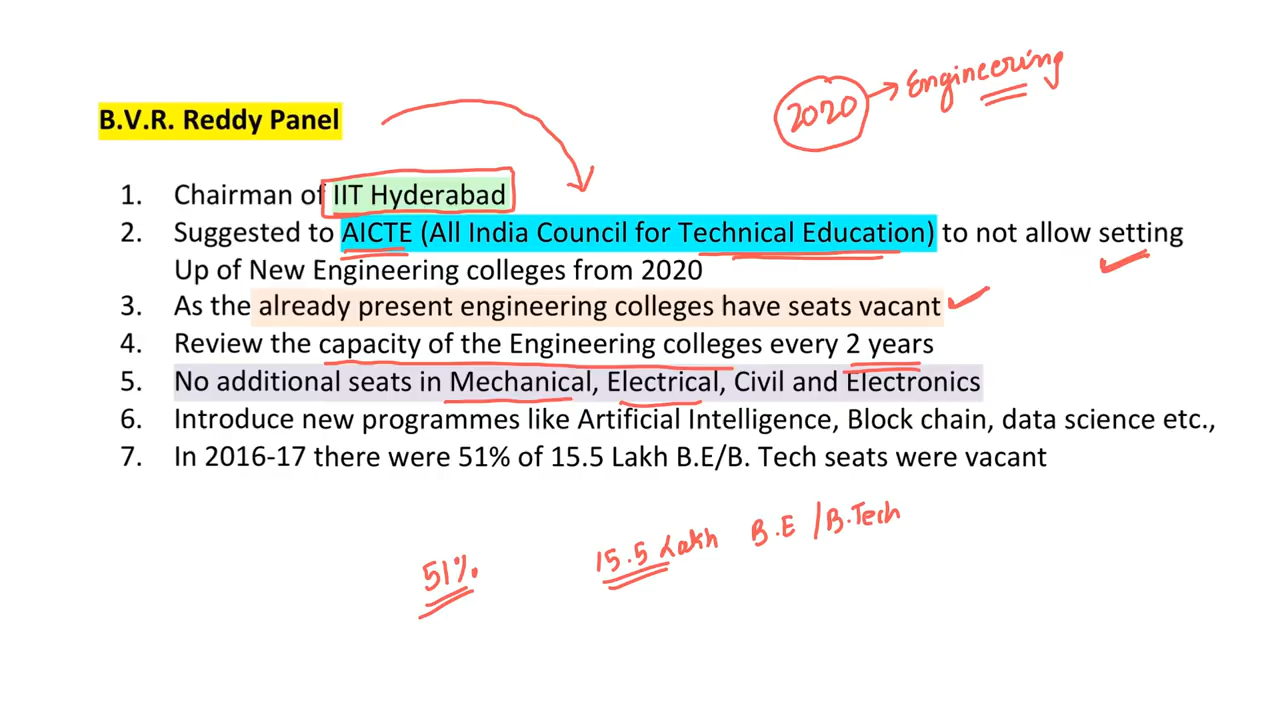 2020 → Engineering
B.V.R. Reddy Panel
1. Chairman of IIT Hyderabad
2. Suggested to AICTE (All India Council for Technical Education) to not allow setting
Up of New Engineering colleges from 2020
3. As the already present engineering colleges have seats vacant
4. Review the capacity of the Engineering colleges every 2 years
5. No additional seats in Mechanical, Electrical, Civil and Electronics
6. Introduce new programmes like Artificial Intelligence, Block chain, data science etc.,
7. In 2016-17 there were 51% of 15.5 Lakh B.E/B. Tech seats were vacant
51% 15.5 Lakh B.E / B.Tech